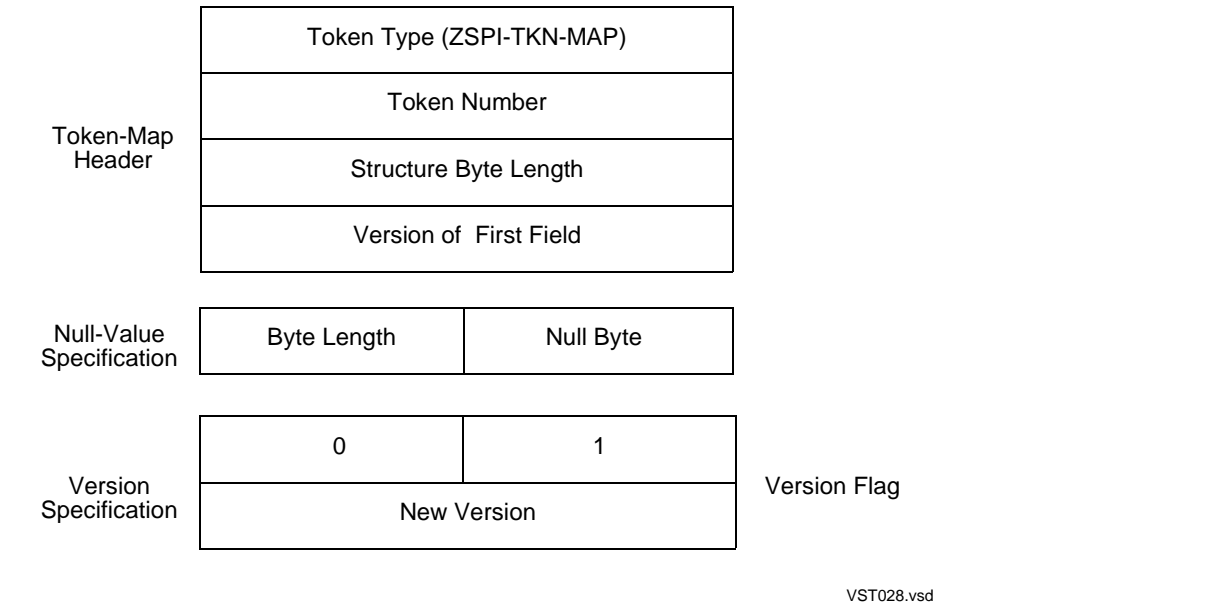 Token Type (ZSPI-TKN-MAP)
Token Number
Token-Map
Header
Structure Byte Length
Version of First Field
Null-Value
Specification
Byte Length
Null Byte
0
1
Version
Specification
Version Flag
New Version
VST028.vsd